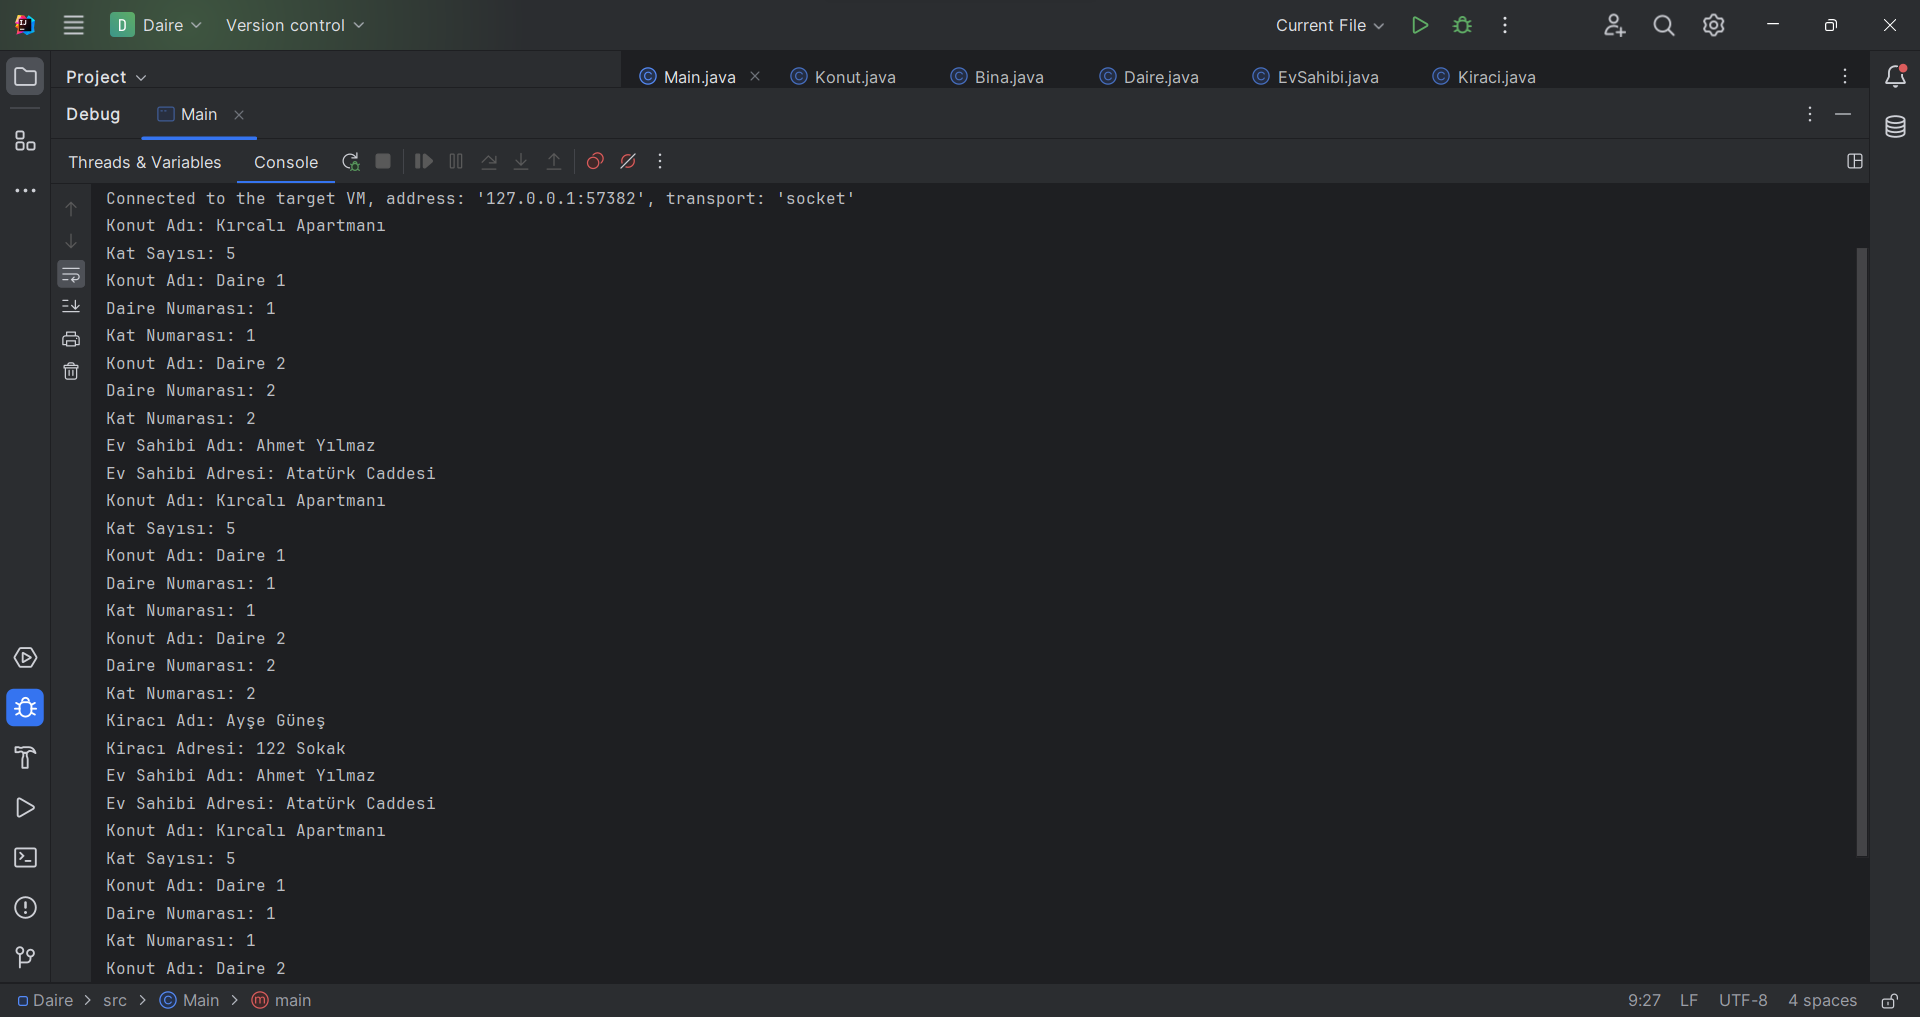 D Daire Version control Current File
Project Main.java Konut.java Bina.java Daire.java EvSahibi.java Kiraci.java
Debug Main
Threads & Variables Console
Connected to the target VM, address: '127.0.0.1:57382', transport: 'socket'
Konut Adı: Kırcalı Apartmanı
Kat Sayısı: 5
Konut Adı: Daire 1
Daire Numarası: 1
Kat Numarası: 1
Konut Adı: Daire 2
Daire Numarası: 2
Kat Numarası: 2
Ev Sahibi Adı: Ahmet Yılmaz
Ev Sahibi Adresi: Atatürk Caddesi
Konut Adı: Kırcalı Apartmanı
Kat Sayısı: 5
Konut Adı: Daire 1
Daire Numarası: 1
Kat Numarası: 1
Konut Adı: Daire 2
Daire Numarası: 2
Kat Numarası: 2
Kiracı Adı: Ayşe Güneş
Kiracı Adresi: 122 Sokak
Ev Sahibi Adı: Ahmet Yılmaz
Ev Sahibi Adresi: Atatürk Caddesi
Konut Adı: Kırcalı Apartmanı
Kat Sayısı: 5
Konut Adı: Daire 1
Daire Numarası: 1
Kat Numarası: 1
Konut Adı: Daire 2
Daire > src > Main > main 9:27 LF UTF-8 4 spaces